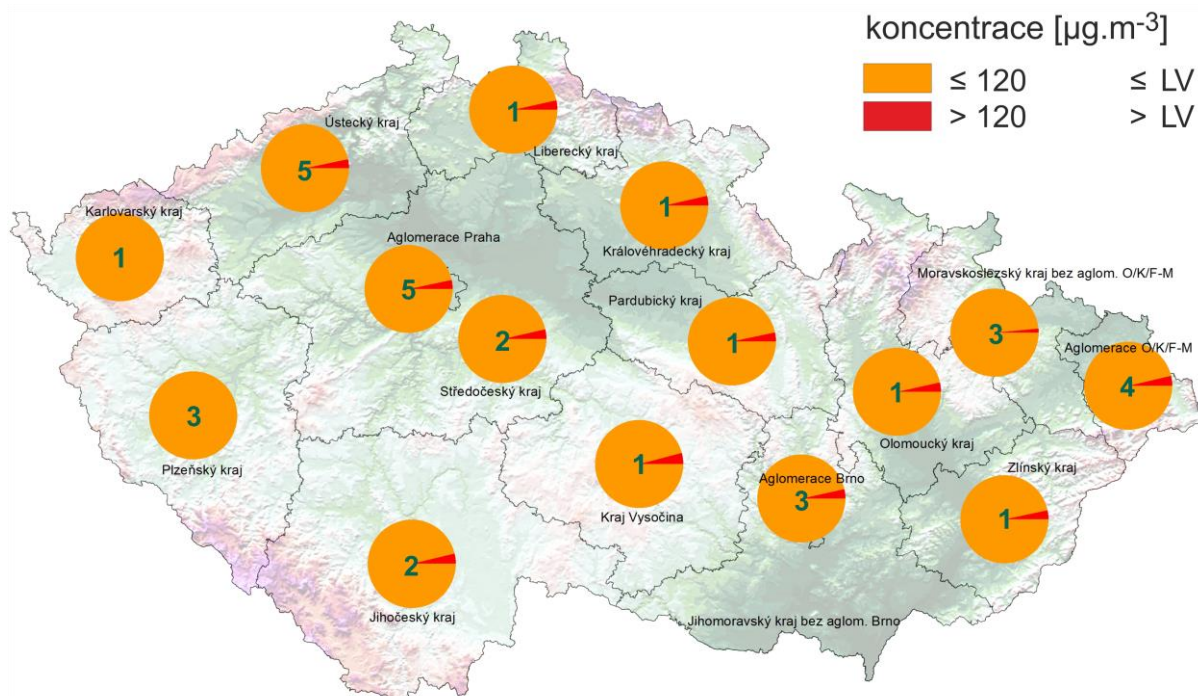 koncentrace [µg.m-3]
≤ 120 ≤ LV
> 120 > LV
1
Liberecký kraj
Ústecký kraj
5
Karlovarský kraj
1
1
Královéhradecký kraj
Aglomerace Praha
5
2
Středočeský kraj
Pardubický kraj
1
Moravskoslezský kraj bez aglom. O/K/F-M
3
Aglomerace O/K/F-M
4
1
Olomoucký kraj
3
Plzeňský kraj
1
Kraj Vysočina
Aglomerace Brno
3
Zlínský kraj
1
2
Jihočeský kraj
Jihomoravský kraj bez aglom. Brno